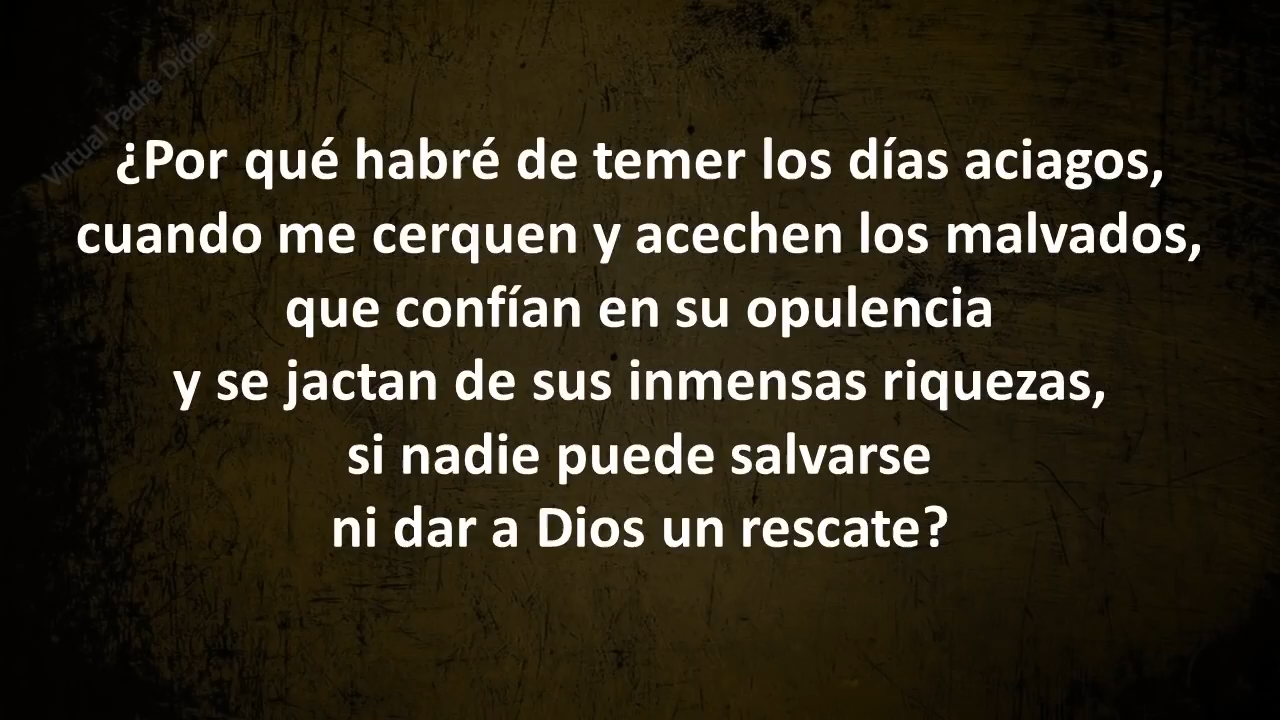 Virtual Padre Didier
¿Por qué habré de temer los días aciagos,
cuando me cerquen y acechen los malvados,
que confían en su opulencia
y se jactan de sus inmensas riquezas,
si nadie puede salvarse
ni dar a Dios un rescate?